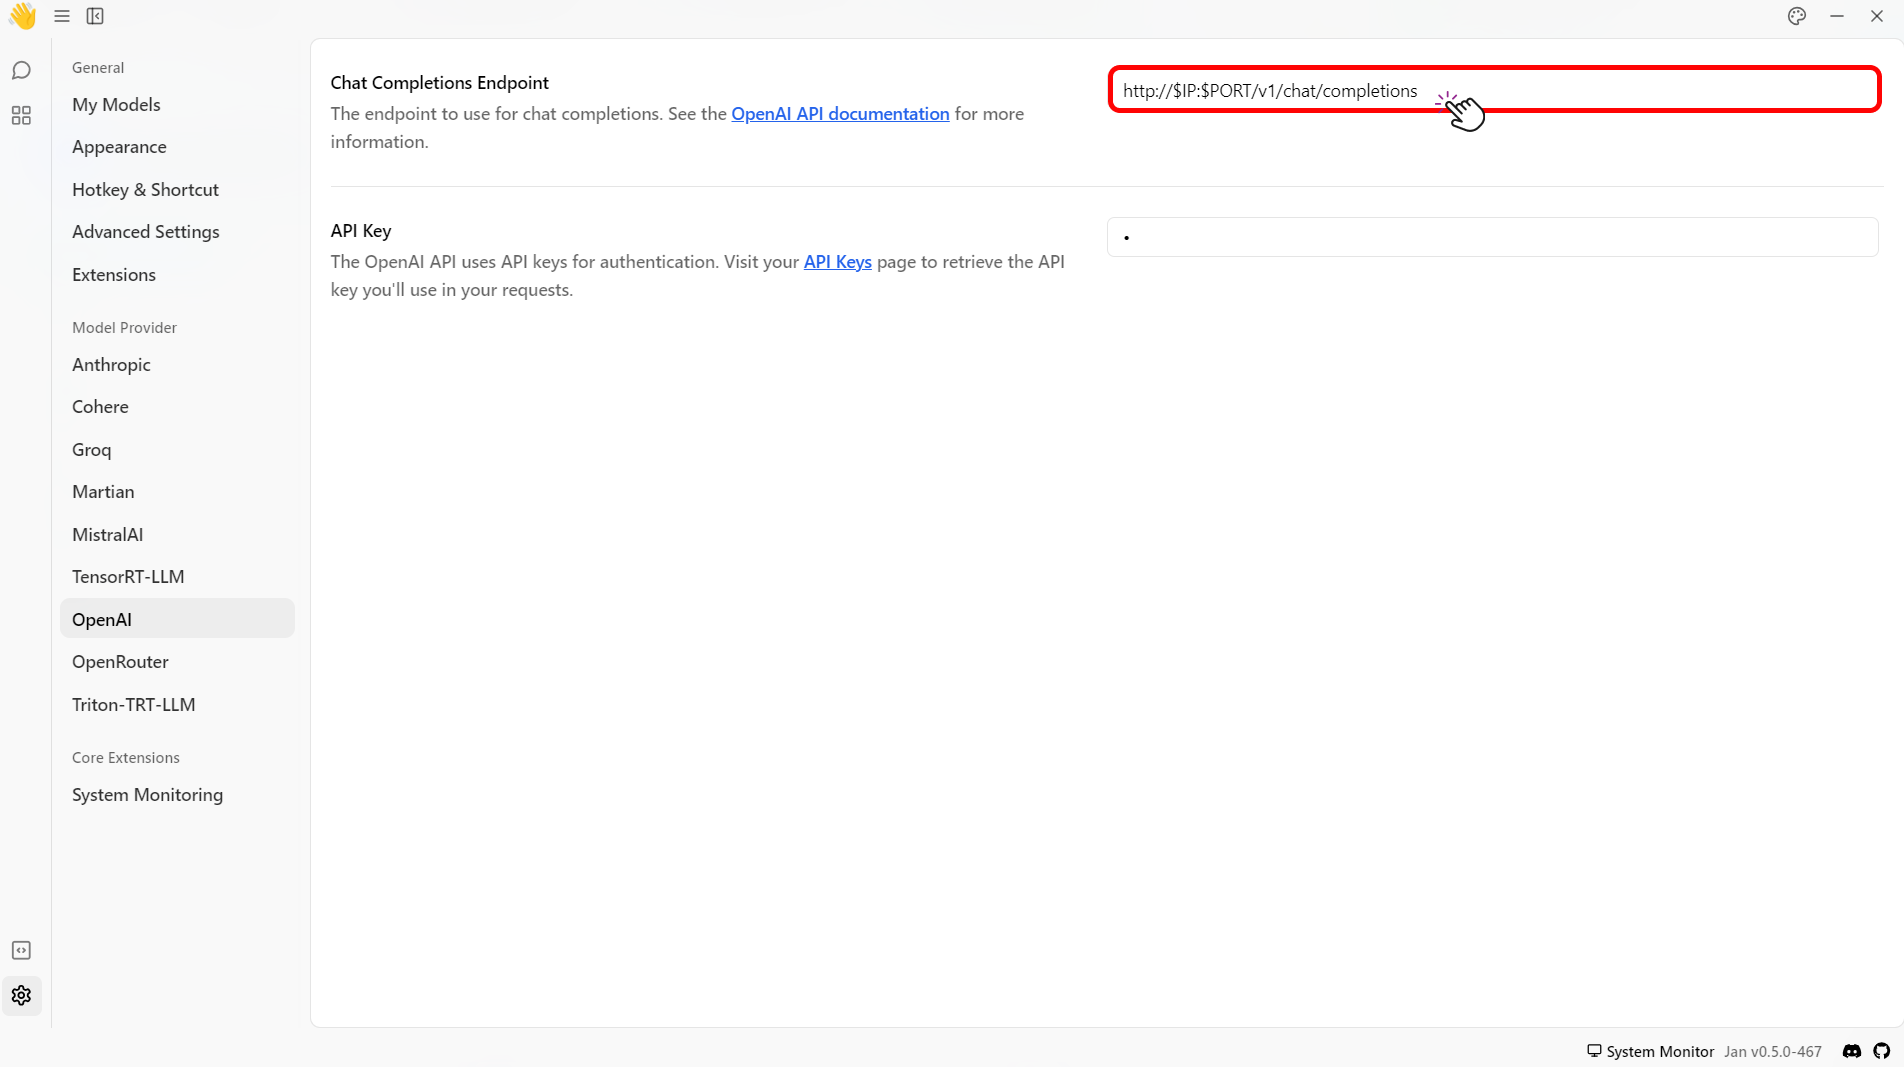 General
My Models
Appearance
Hotkey & Shortcut
Advanced Settings
Extensions
Model Provider
Anthropic
Cohere
Groq
Martian
MistralAI
TensorRT-LLM
OpenAI
OpenRouter
Triton-TRT-LLM
Core Extensions
System Monitoring
Chat Completions Endpoint
The endpoint to use for chat completions. See the OpenAI API documentation for more
information.
http://$IP:$PORT/v1/chat/completions
API Key
The OpenAI API uses API keys for authentication. Visit your API Keys page to retrieve the API
key you'll use in your requests.
•
System Monitor Jan v0.5.0-467